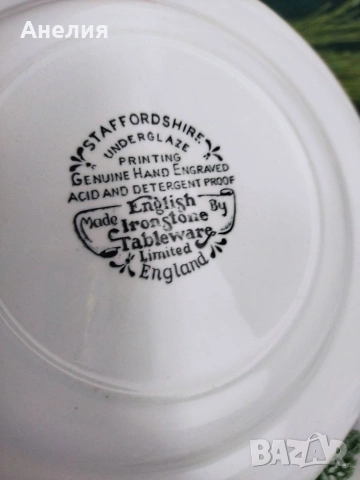 Анелия
STAFFORDSHIRE
UNDERGLAZE
PRINTING
GENUINE HAND ENGRAVED
ACID AND DETERGENT PROOF
Made English By
Ironstone
Tableware
Limited
England
BAZAR